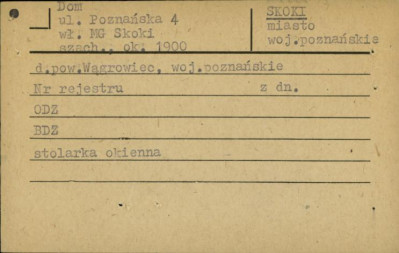 Dom
ul. Poznańska 4
wł. MG Skoki
szach., ok. 1900
SKOKI
miasto
woj.poznańskie
d.pow.Wągrowiec, woj.poznańskie
Nr rejestru z dn.
ODZ
BDZ
stolarka okienna